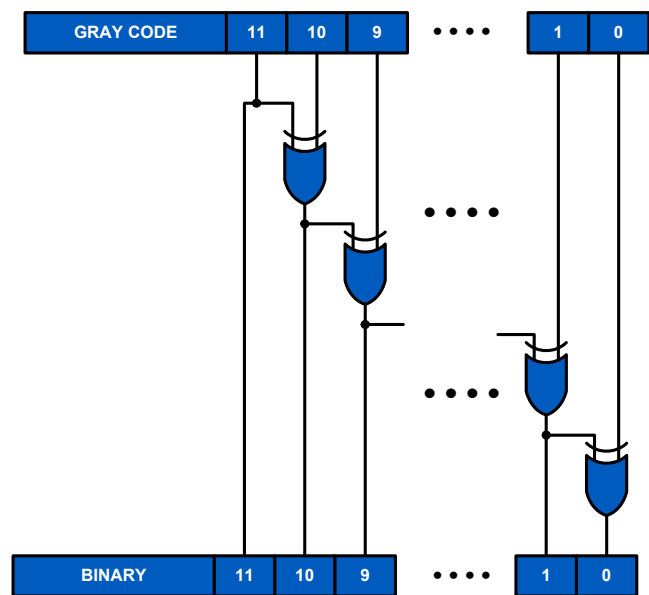 GRAY CODE 11 10 9 •••• 1 0
•••• 
••••
BINARY 11 10 9 •••• 1 0